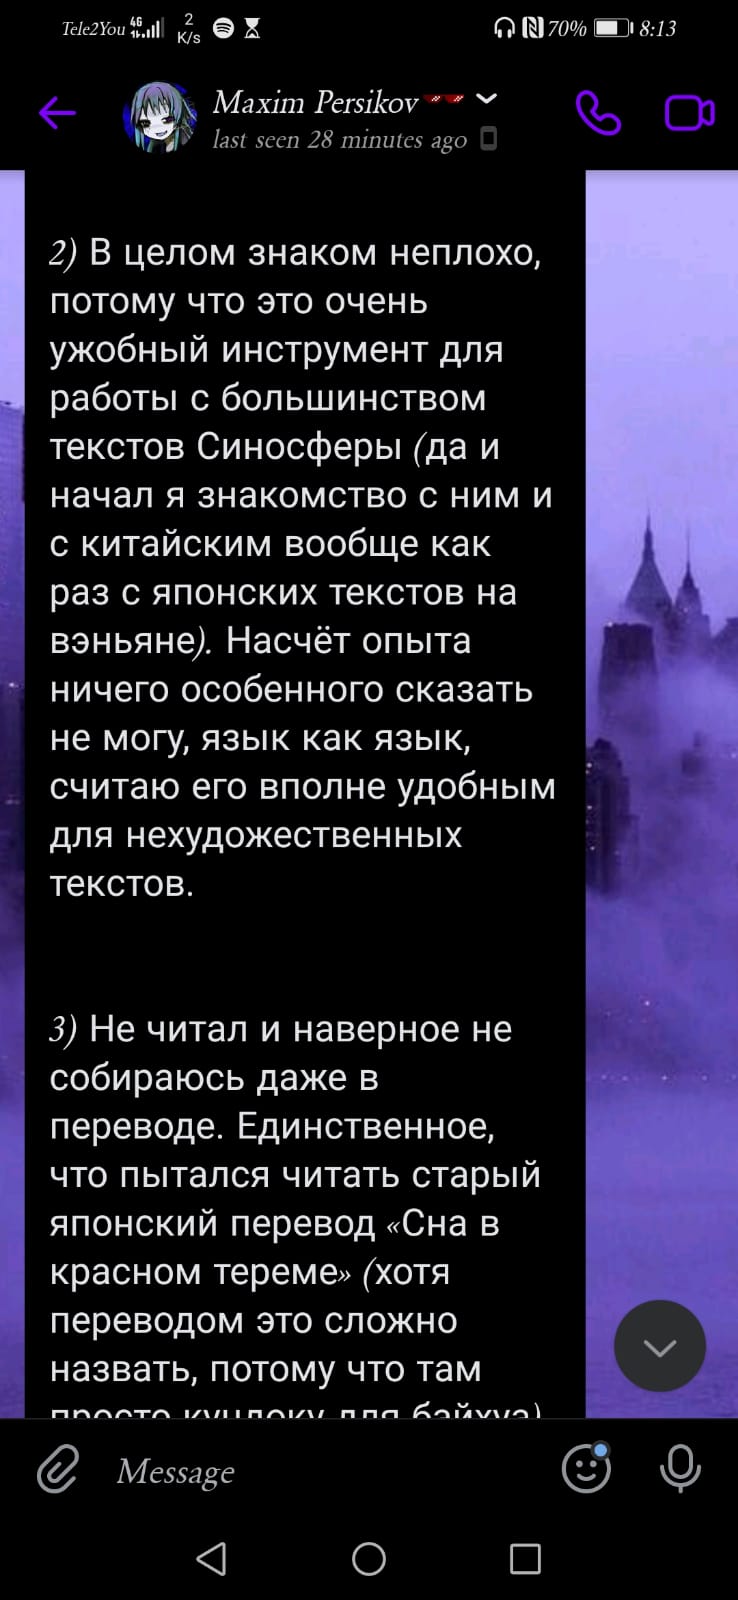 Tele2You 4G 2 K/s 70% 8:13
Maxim Persikov
last seen 28 minutes ago
2) В целом знаком неплохо,
потому что это очень
ужобный инструмент для
работы с большинством
текстов Синосферы (да и
начал я знакомство с ним и
с китайским вообще как
раз с японских текстов на
вэньяне). Насчёт опыта
ничего особенного сказать
не могу, язык как язык,
считаю его вполне удобным
для нехудожественных
текстов.
3) Не читал и наверное не
собираюсь даже в
переводе. Единственное,
что пытался читать старый
японский перевод «Сна в
красном тереме» (хотя
переводом это сложно
назвать, потому что там
просто кундоку для байхуа)
Message